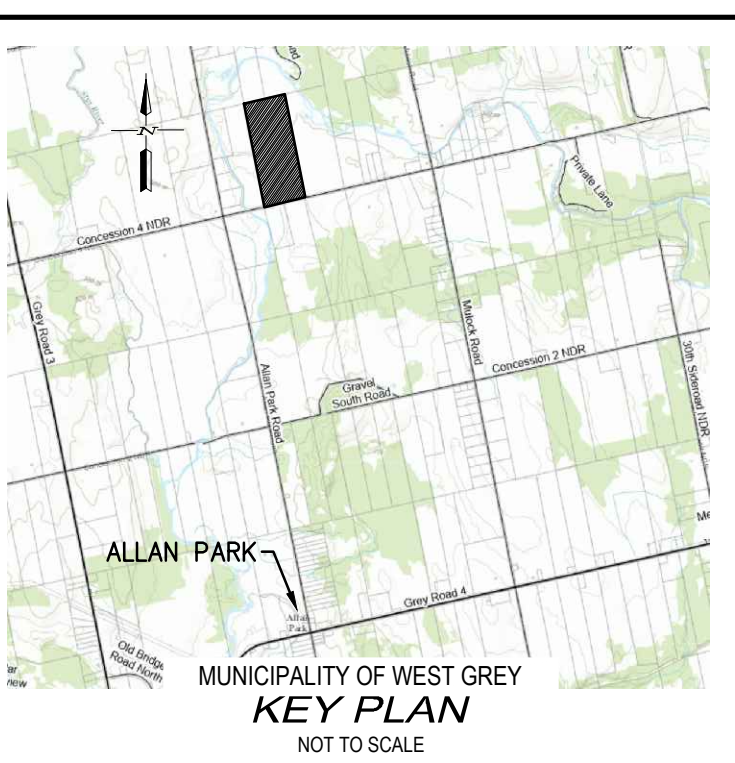 N
Concession 4 NDR
Private Lane
Grey Road 3
Mulock Road
Allan Park Road
Gravel
South Road
Concession 2 NDR
30th Sideroad NDR
ALLAN PARK
Allan
Park
Grey Road 4
Old Bridge
Road North
MUNICIPALITY OF WEST GREY
KEY PLAN
NOT TO SCALE